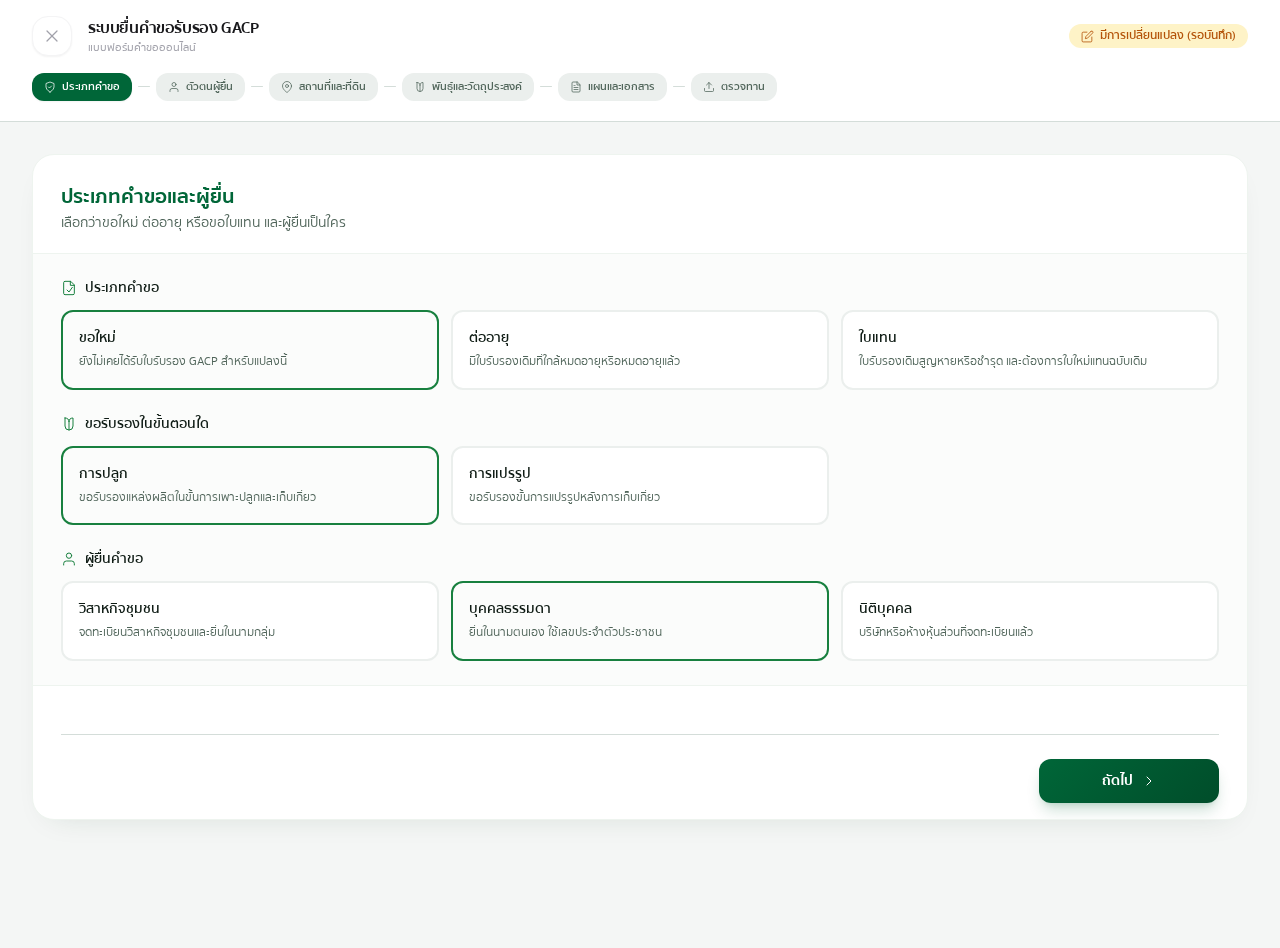 ระบบยื่นคำขอรับรอง GACP
แบบฟอร์มคำขอออนไลน์
มีการเปลี่ยนแปลง (รอบันทึก)
ประเภทคำขอ
ตัวตนผู้ยื่น
สถานที่และที่ดิน
พันธุ์และวัตถุประสงค์
แผนและเอกสาร
ตรวจทาน
ประเภทคำขอและผู้ยื่น
เลือกว่าขอใหม่ ต่ออายุ หรือขอใบแทน และผู้ยื่นเป็นใคร
ประเภทคำขอ
ขอใหม่
ยังไม่เคยได้รับใบรับรอง GACP สำหรับแปลงนี้
ต่ออายุ
มีใบรับรองเดิมที่ใกล้หมดอายุหรือหมดอายุแล้ว
ใบแทน
ใบรับรองเดิมสูญหายหรือชำรุด และต้องการใบใหม่แทนฉบับเดิม
ขอรับรองในขั้นตอนใด
การปลูก
ขอรับรองแหล่งผลิตในขั้นการเพาะปลูกและเก็บเกี่ยว
การแปรรูป
ขอรับรองขั้นการแปรรูปหลังการเก็บเกี่ยว
ผู้ยื่นคำขอ
วิสาหกิจชุมชน
จดทะเบียนวิสาหกิจชุมชนและยื่นในนามกลุ่ม
บุคคลธรรมดา
ยื่นในนามตนเอง ใช้เลขประจำตัวประชาชน
นิติบุคคล
บริษัทหรือห้างหุ้นส่วนที่จดทะเบียนแล้ว
ถัดไป